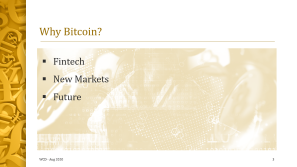 Why Bitcoin?
▪ Fintech
▪ New Markets
▪ Future